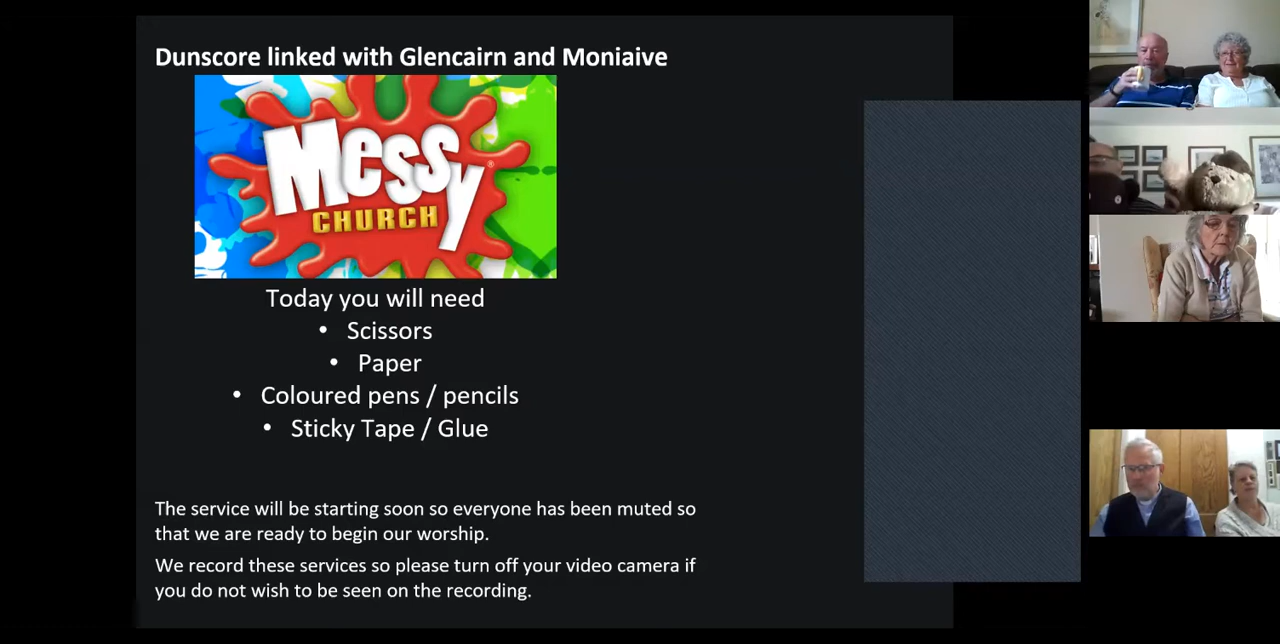 Dunscore linked with Glencairn and Moniaive
Messy
®
CHURCH
Today you will need
• Scissors
• Paper
• Coloured pens / pencils
• Sticky Tape / Glue
The service will be starting soon so everyone has been muted so
that we are ready to begin our worship.
We record these services so please turn off your video camera if
you do not wish to be seen on the recording.